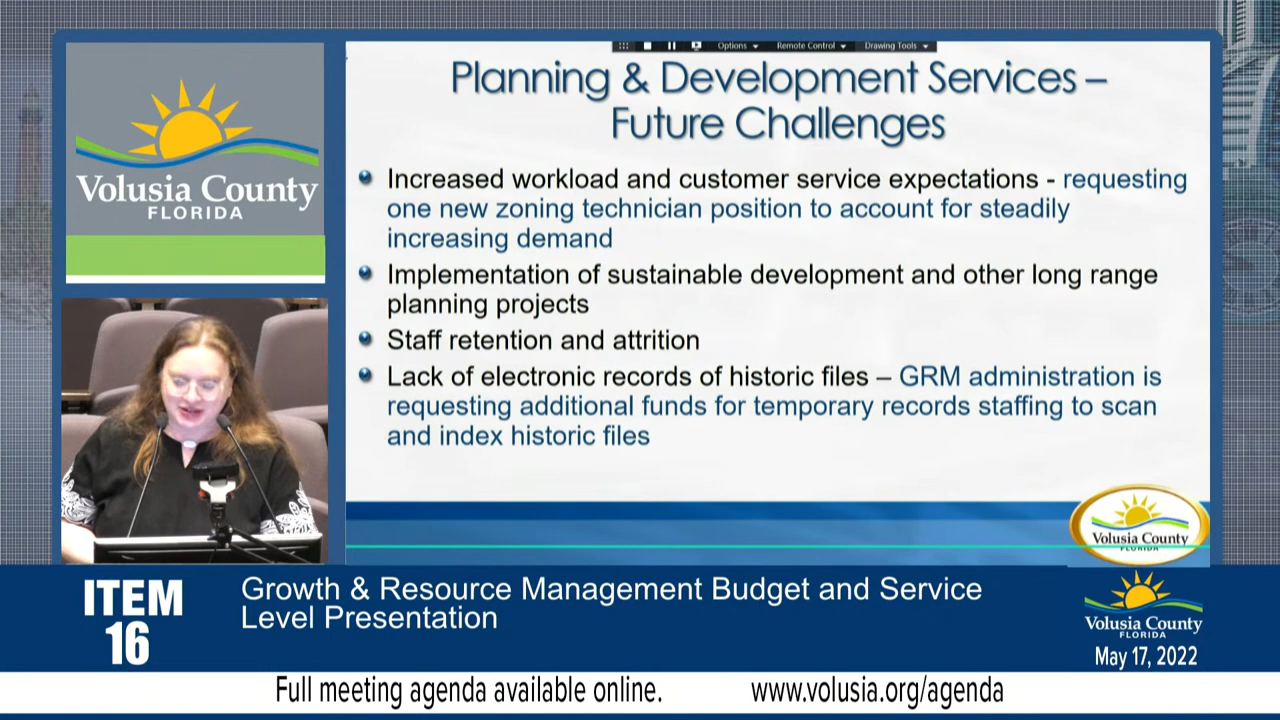 Options
Remote Control
Drawing Tools
Volusia County
FLORIDA
Planning & Development Services –
Future Challenges
Increased workload and customer service expectations - requesting
one new zoning technician position to account for steadily
increasing demand
Implementation of sustainable development and other long range
planning projects
Staff retention and attrition
Lack of electronic records of historic files – GRM administration is
requesting additional funds for temporary records staffing to scan
and index historic files
Volusia County
FLORIDA
ITEM
16
Growth & Resource Management Budget and Service
Level Presentation
Volusia County
FLORIDA
May 17, 2022
Full meeting agenda available online.
www.volusia.org/agenda